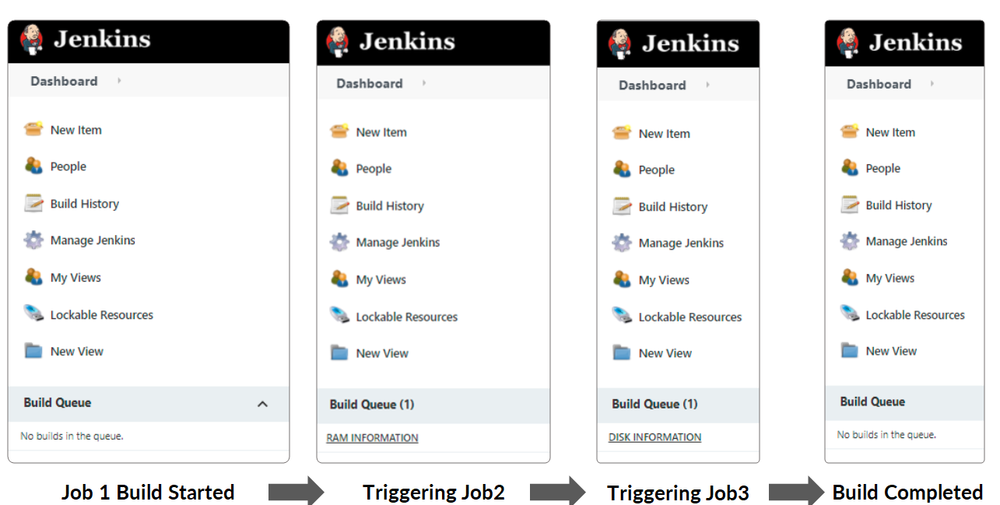 Jenkins
Dashboard
New Item
People
Build History
Manage Jenkins
My Views
Lockable Resources
New View
Build Queue
No builds in the queue.
Job 1 Build Started
Jenkins
Dashboard
New Item
People
Build History
Manage Jenkins
My Views
Lockable Resources
New View
Build Queue (1)
RAM INFORMATION
Triggering Job2
Jenkins
Dashboard
New Item
People
Build History
Manage Jenkins
My Views
Lockable Resources
New View
Build Queue (1)
DISK INFORMATION
Triggering Job3
Jenkins
Dashboard
New Item
People
Build History
Manage Jenkins
My Views
Lockable Resources
New View
Build Queue
No builds in the queue.
Build Completed